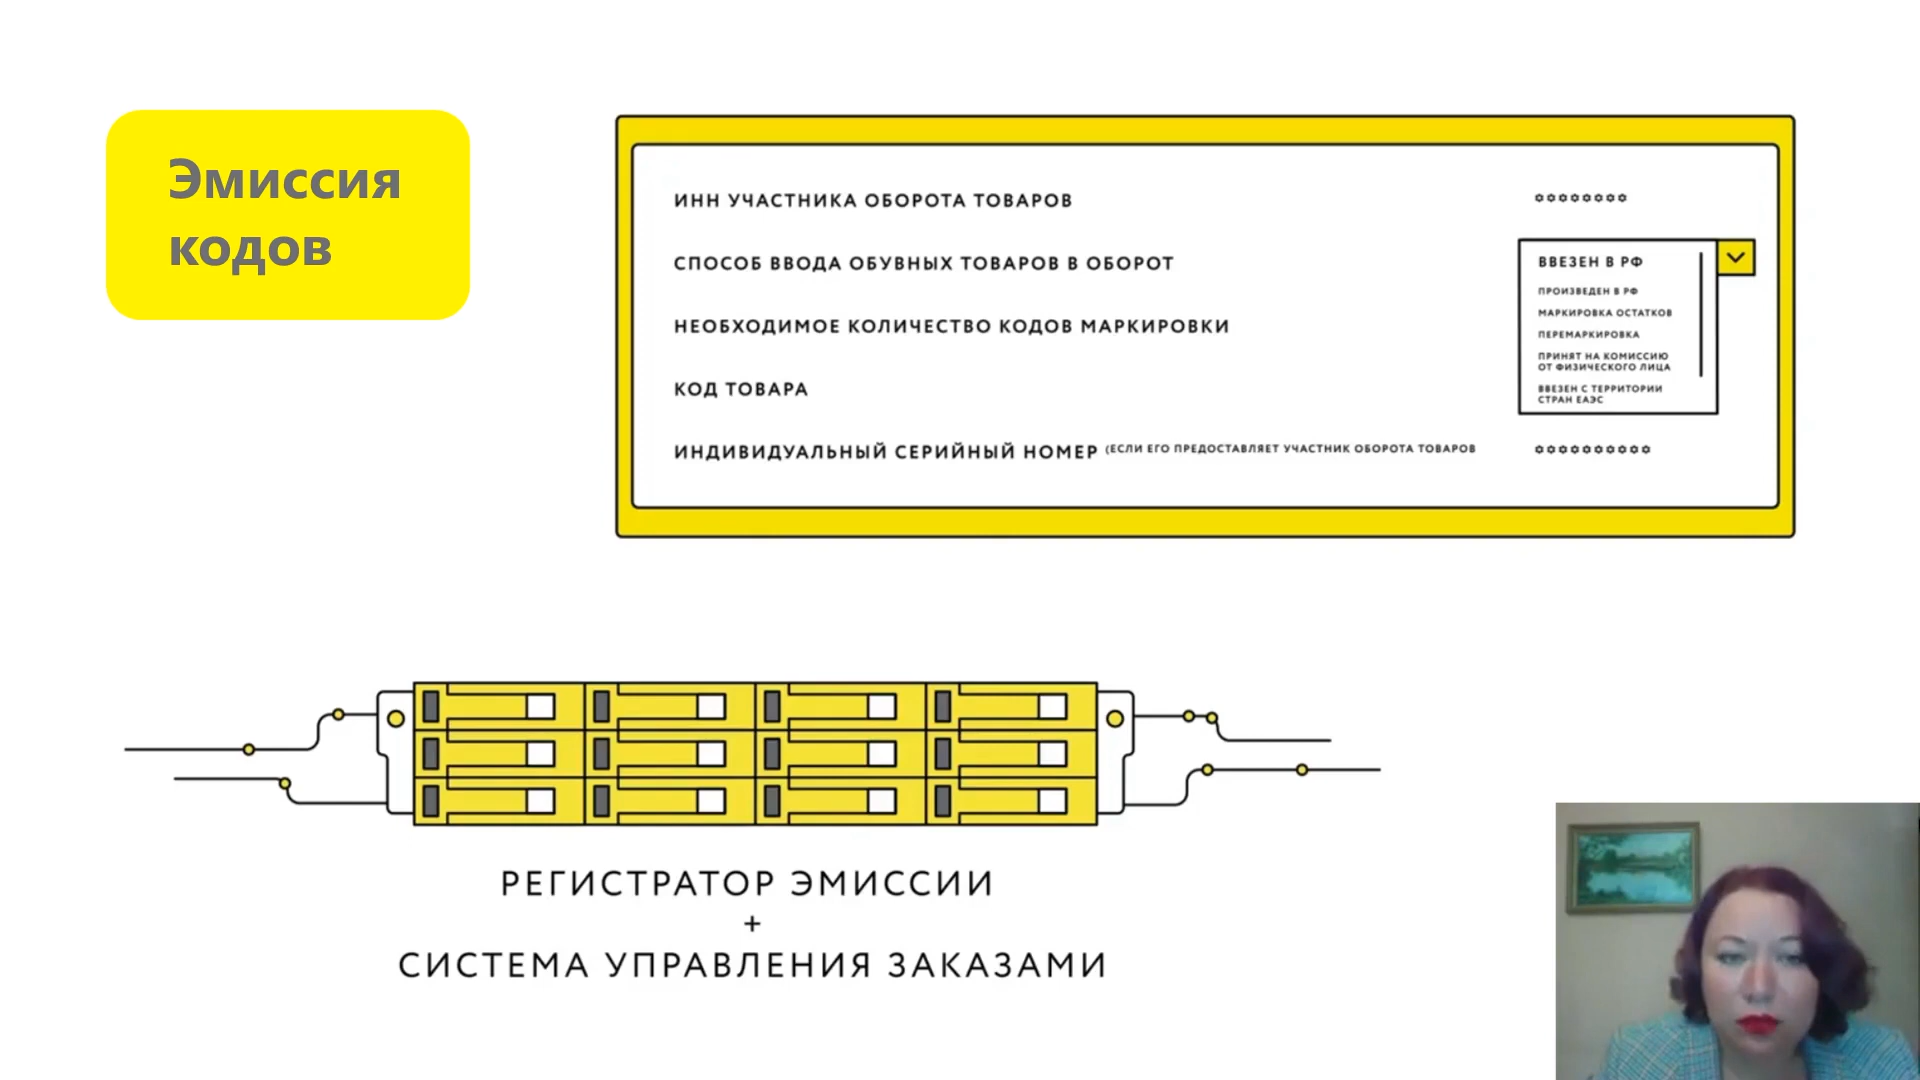 Эмиссия
кодов
ИНН УЧАСТНИКА ОБОРОТА ТОВАРОВ
СПОСОБ ВВОДА ОБУВНЫХ ТОВАРОВ В ОБОРОТ
ВВЕЗЕН В РФ
ПРОИЗВЕДЕН В РФ
МАРКИРОВКА ОСТАТКОВ
ПЕРЕМАРКИРОВКА
ПРИНЯТ НА КОМИССИЮ
ОТ ФИЗИЧЕСКОГО ЛИЦА
ВВЕЗЕН С ТЕРРИТОРИИ
СТРАН ЕАЭС
НЕОБХОДИМОЕ КОЛИЧЕСТВО КОДОВ МАРКИРОВКИ
КОД ТОВАРА
ИНДИВИДУАЛЬНЫЙ СЕРИЙНЫЙ НОМЕР (ЕСЛИ ЕГО ПРЕДОСТАВЛЯЕТ УЧАСТНИК ОБОРОТА ТОВАРОВ
РЕГИСТРАТОР ЭМИССИИ
+
СИСТЕМА УПРАВЛЕНИЯ ЗАКАЗАМИ